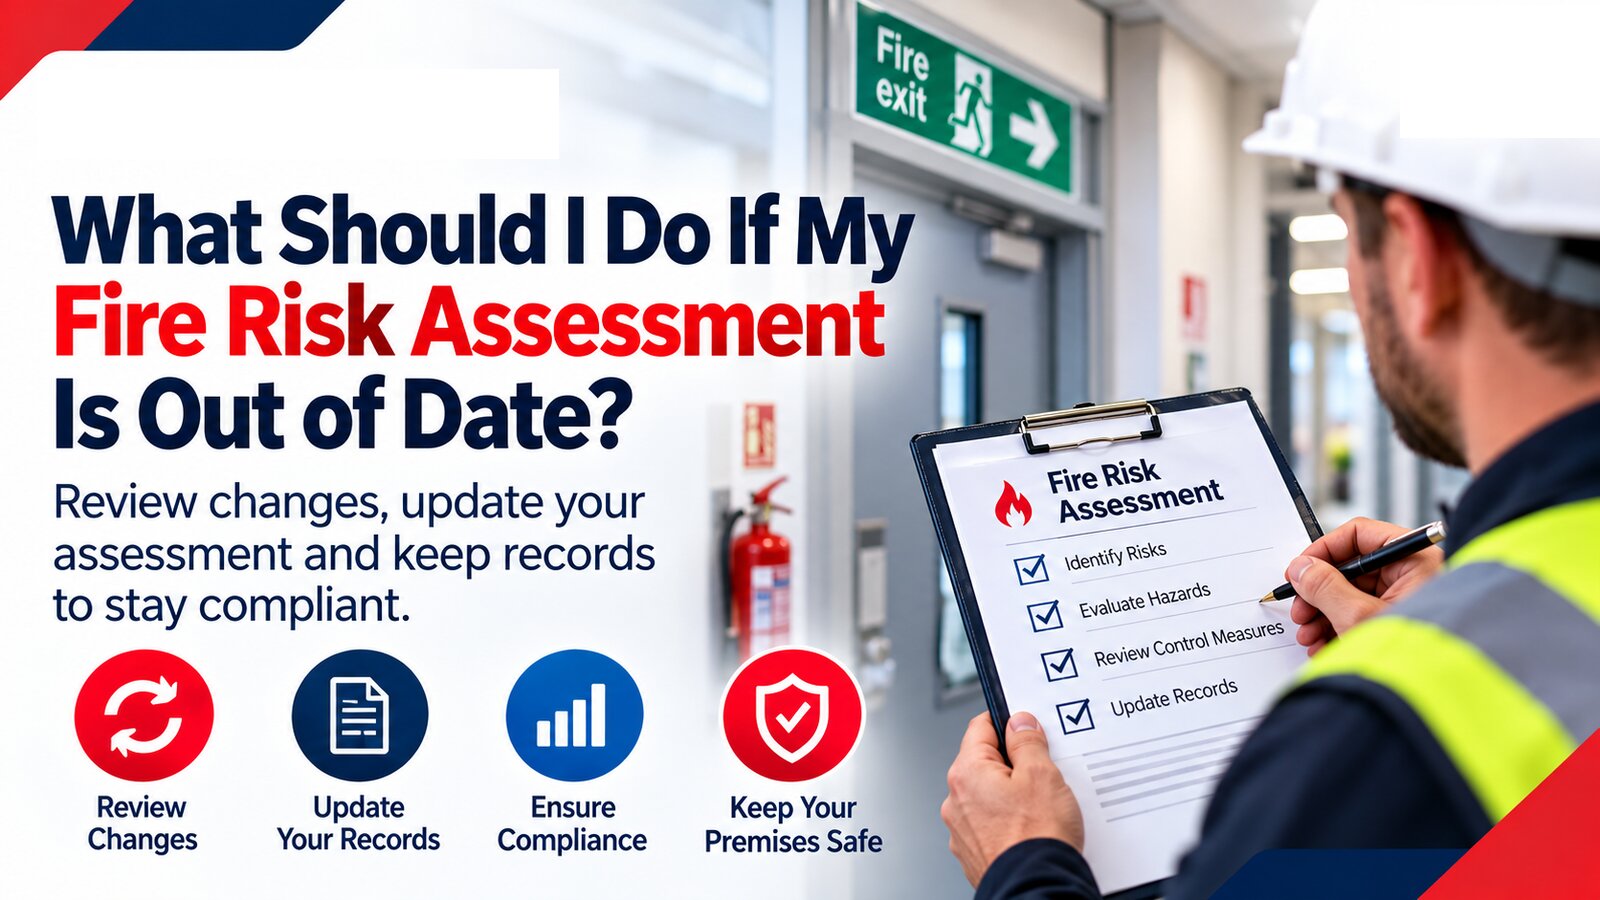 What Should I Do If My
Fire Risk Assessment
Is Out of Date?
Review changes, update your
assessment and keep records
to stay compliant.
Review
Changes
Update
Your Records
Ensure
Compliance
Keep Your
Premises Safe
Fire
exit
Fire Risk
Assessment
Identify Risks
Evaluate Hazards
Review Control Measures
Update Records